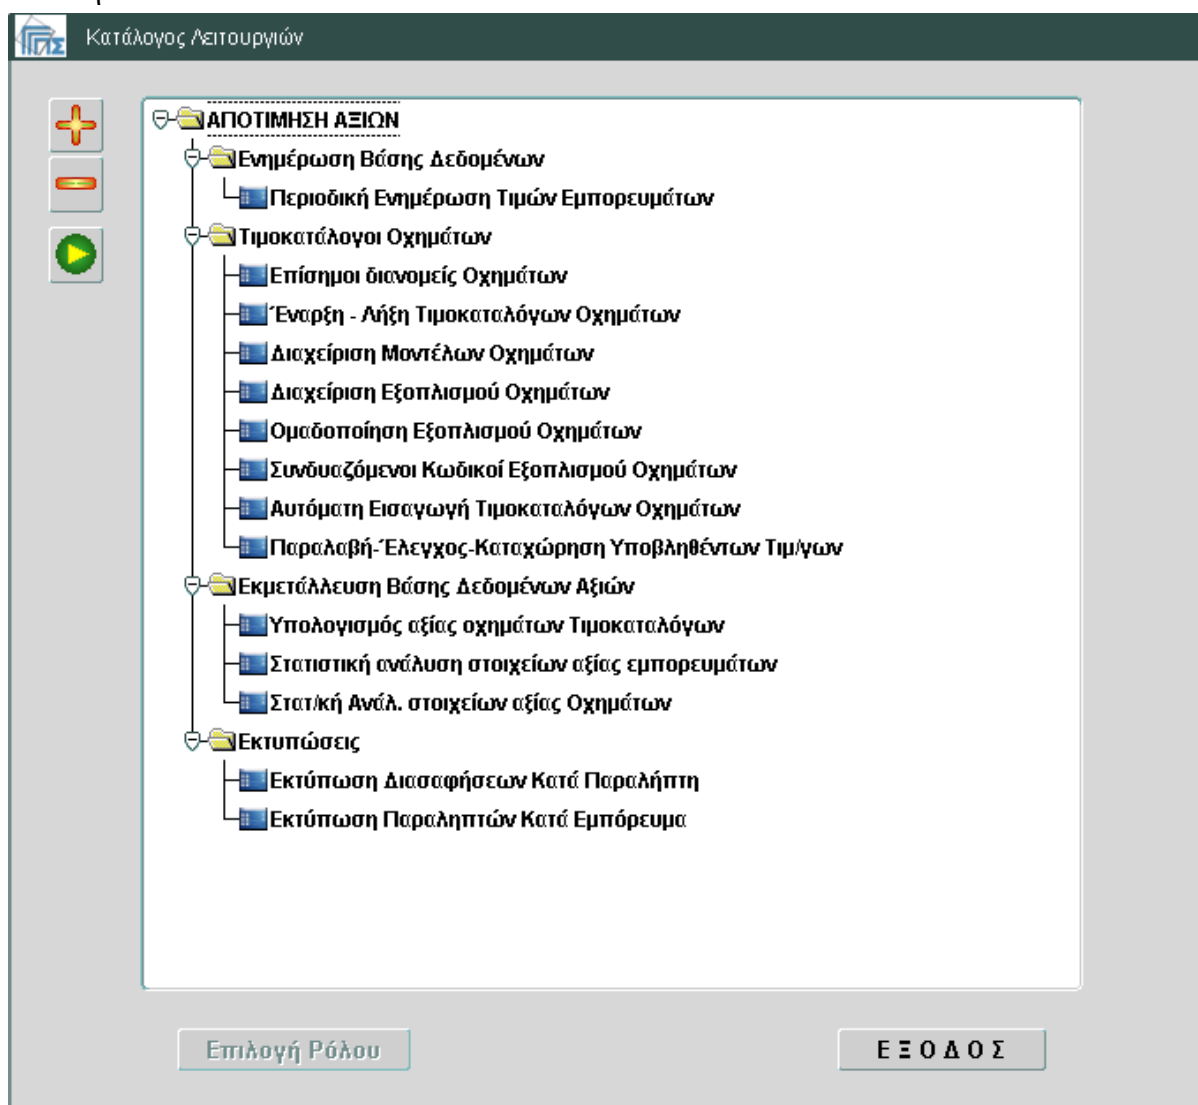 Κατάλογος Λειτουργιών
ΑΠΟΤΙΜΗΣΗ ΑΞΙΩΝ
Ενημέρωση Βάσης Δεδομένων
Περιοδική Ενημέρωση Τιμών Εμπορευμάτων
Τιμοκατάλογοι Οχημάτων
Επίσημοι διανομείς Οχημάτων
Έναρξη - Λήξη Τιμοκαταλόγων Οχημάτων
Διαχείριση Μοντέλων Οχημάτων
Διαχείριση Εξοπλισμού Οχημάτων
Ομαδοποίηση Εξοπλισμού Οχημάτων
Συνδυαζόμενοι Κωδικοί Εξοπλισμού Οχημάτων
Αυτόματη Εισαγωγή Τιμοκαταλόγων Οχημάτων
Παραλαβή-Έλεγχος-Καταχώρηση Υποβληθέντων Τιμ/γων
Εκμετάλλευση Βάσης Δεδομένων Αξιών
Υπολογισμός αξίας οχημάτων Τιμοκαταλόγων
Στατιστική ανάλυση στοιχείων αξίας εμπορευμάτων
Στατ/κή Ανάλ. στοιχείων αξίας Οχημάτων
Εκτυπώσεις
Εκτύπωση Διασαφήσεων Κατά Παραλήπτη
Εκτύπωση Παραληπτών Κατά Εμπόρευμα
Επιλογή Ρόλου
Ε Ξ Ο Δ Ο Σ